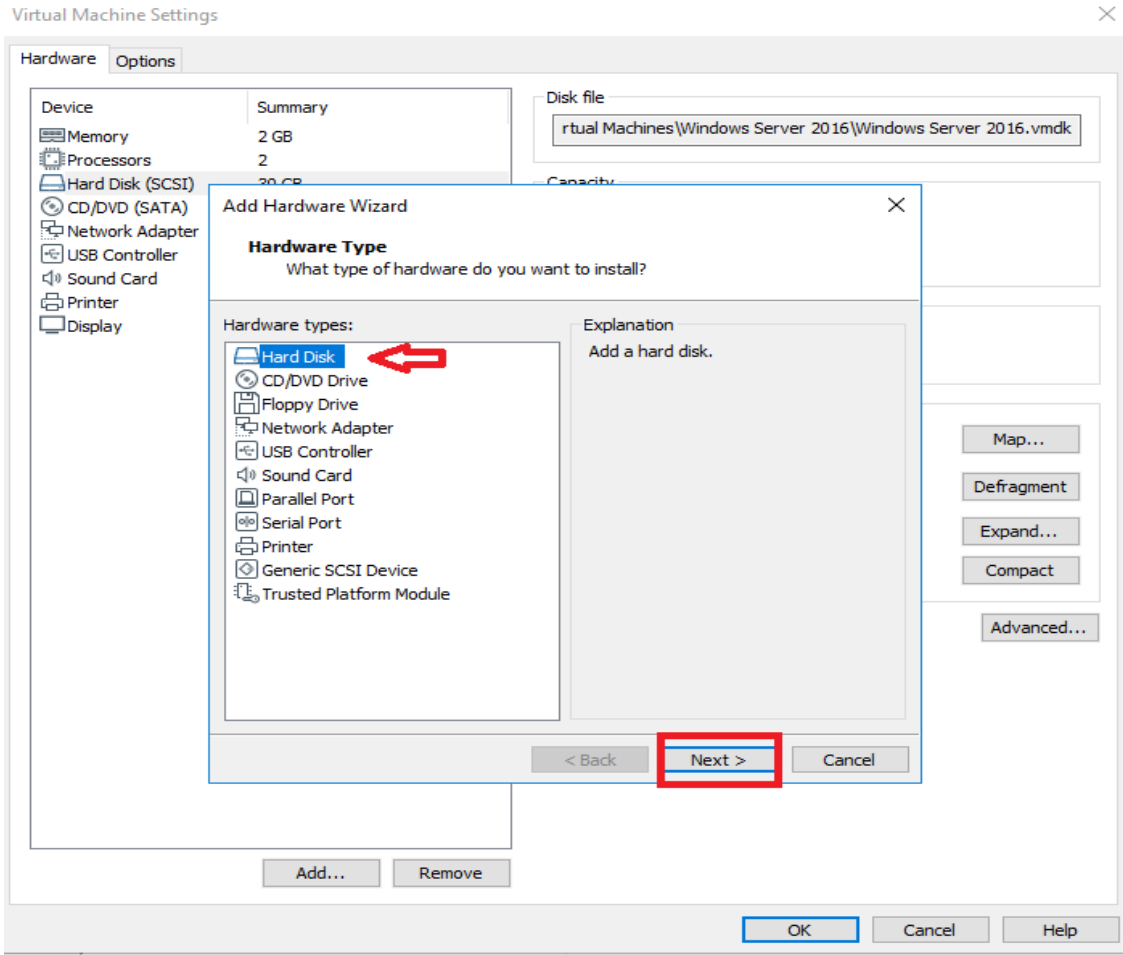 Virtual Machine Settings
Hardware Options
Device Summary
Memory 2 GB
Processors 2
Hard Disk (SCSI) 30 GB
CD/DVD (SATA)
Network Adapter
USB Controller
Sound Card
Printer
Display
Disk file
rtual Machines\Windows Server 2016\Windows Server 2016.vmdk
Capacity
Add Hardware Wizard
Hardware Type
What type of hardware do you want to install?
Hardware types:
Hard Disk
CD/DVD Drive
Floppy Drive
Network Adapter
USB Controller
Sound Card
Parallel Port
Serial Port
Printer
Generic SCSI Device
Trusted Platform Module
Explanation
Add a hard disk.
< Back Next > Cancel
Map...
Defragment
Expand...
Compact
Advanced...
Add... Remove
OK Cancel Help